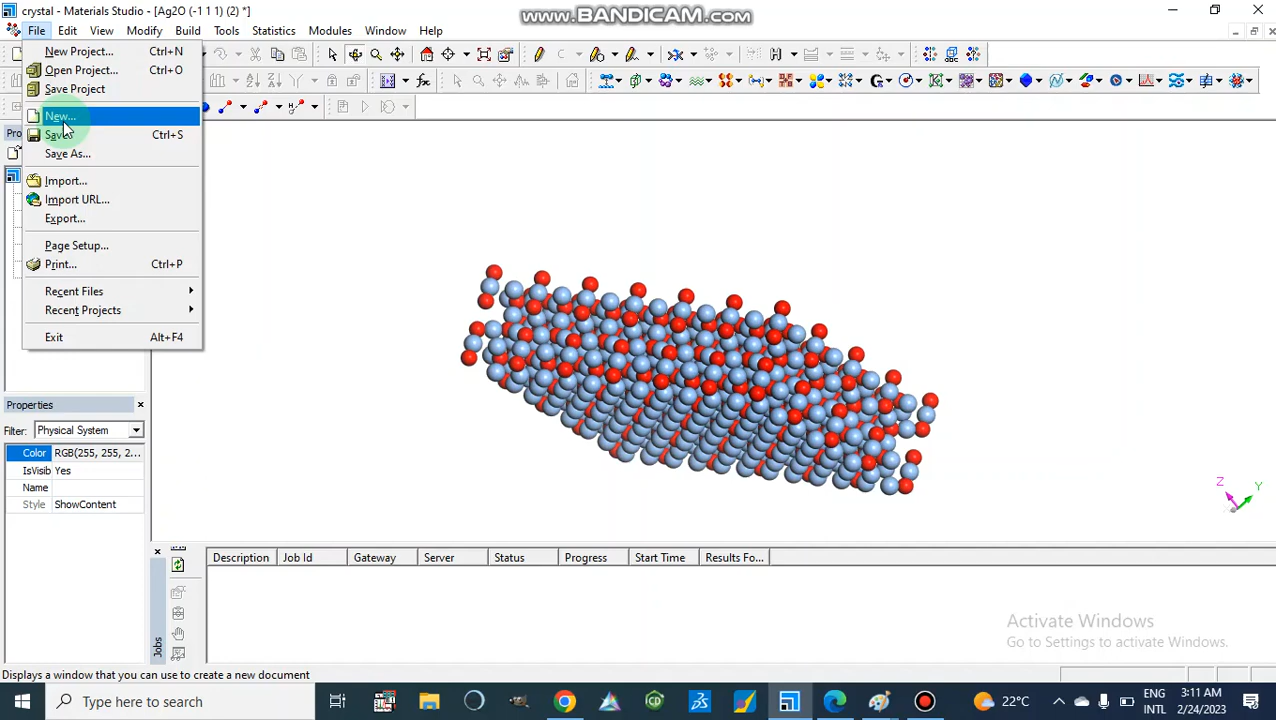 crystal - Materials Studio - [Ag2O (-1 1 1) (2) *]
www.BANDICAM.com
File Edit View Modify Build Tools Statistics Modules Window Help
New Project... Ctrl+N
Open Project... Ctrl+O
Save Project
New...
Save Ctrl+S
Save As...
Import...
Import URL...
Export...
Page Setup...
Print... Ctrl+P
Recent Files
Recent Projects
Exit Alt+F4
Properties
Filter: Physical System
Color RGB(255, 255, 2...
IsVisib Yes
Name
Style ShowContent
Z Y
Description Job Id Gateway Server Status Progress Start Time Results Fo...
Jobs
Activate Windows
Go to Settings to activate Windows.
Displays a window that you can use to create a new document
Type here to search
22°C
ENG
INTL
3:11 AM
2/24/2023